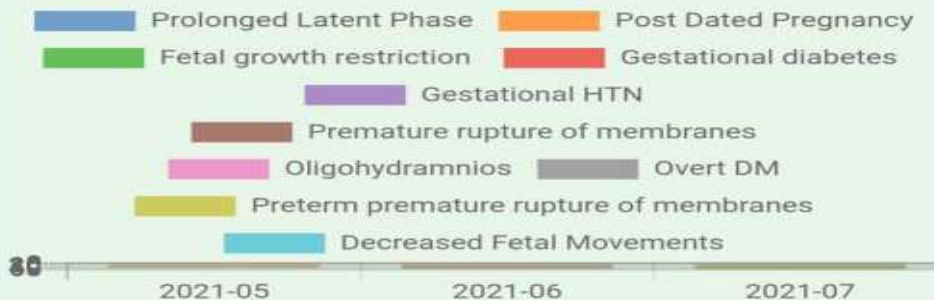 Prolonged Latent Phase Post Dated Pregnancy
Fetal growth restriction Gestational diabetes
Gestational HTN
Premature rupture of membranes
Oligohydramnios Overt DM
Preterm premature rupture of membranes
Decreased Fetal Movements
2021-05 2021-06 2021-07